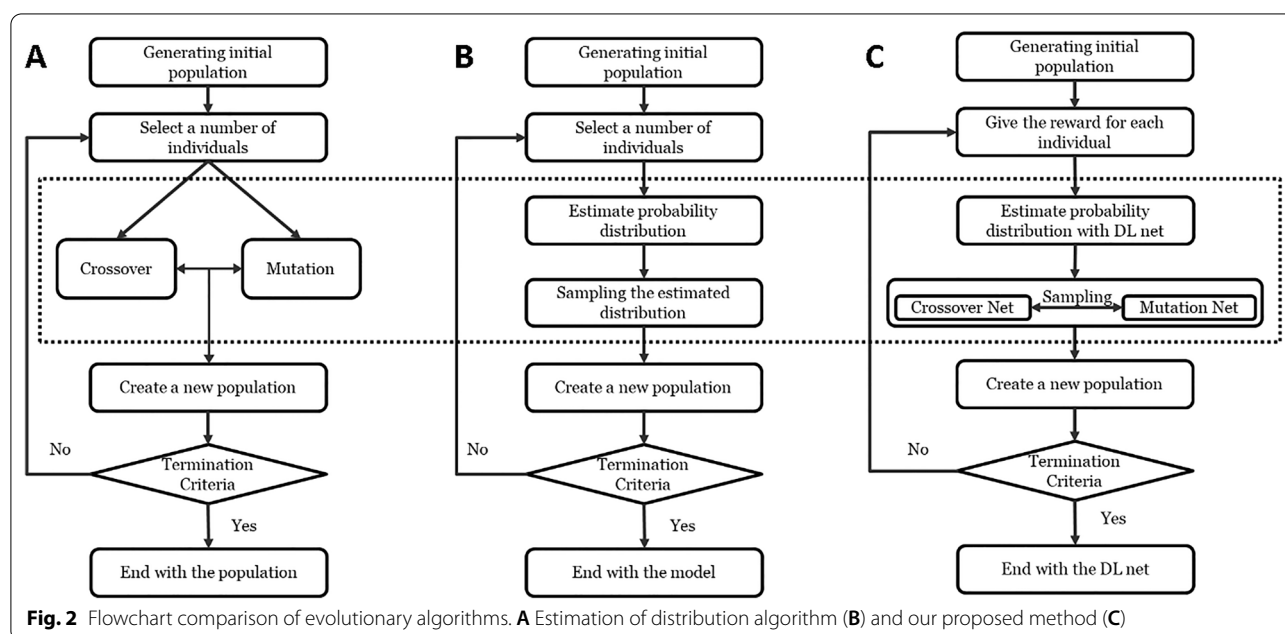 A
Generating initial
population
Select a number of
individuals
Crossover
Mutation
Create a new population
No
Termination
Criteria
Yes
End with the population
B
Generating initial
population
Select a number of
individuals
Estimate probability
distribution
Sampling the estimated
distribution
Create a new population
No
Termination
Criteria
Yes
End with the model
C
Generating initial
population
Give the reward for each
individual
Estimate probability
distribution with DL net
Sampling
Crossover Net
Mutation Net
Create a new population
No
Termination
Criteria
Yes
End with the DL net
Fig. 2 Flowchart comparison of evolutionary algorithms. A Estimation of distribution algorithm (B) and our proposed method (C)